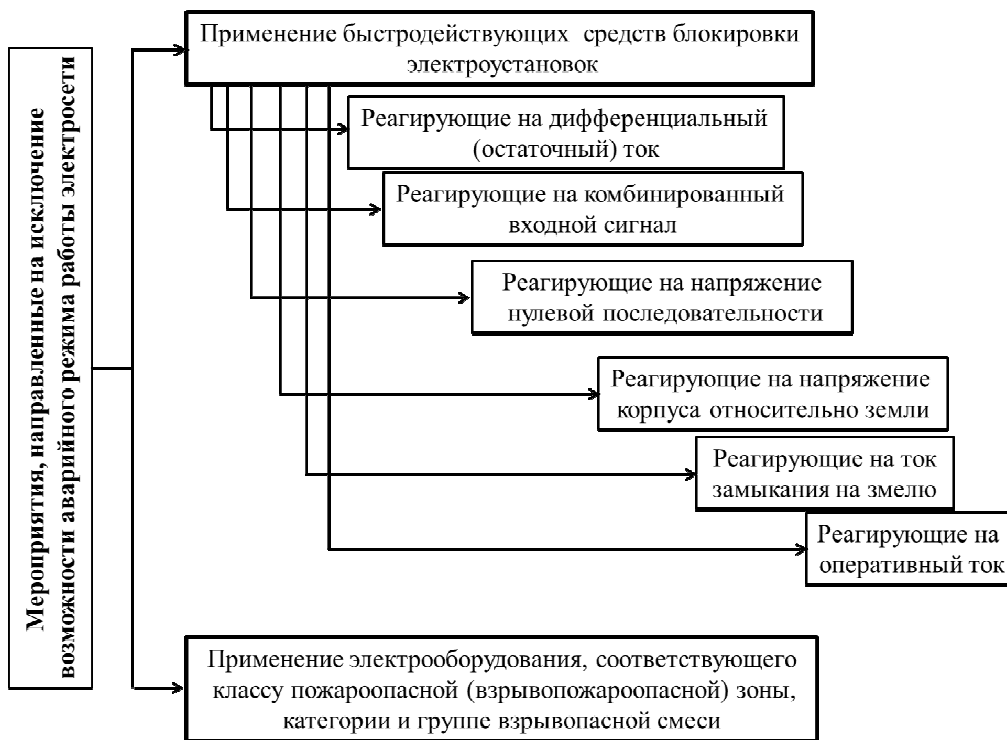 Мероприятия, направленные на исключение
возможности аварийного режима работы электросети
Применение быстродействующих средств блокировки
электроустановок
Реагирующие на дифференциальный
(остаточный) ток
Реагирующие на комбинированный
входной сигнал
Реагирующие на напряжение
нулевой последовательности
Реагирующие на напряжение
корпуса относительно земли
Реагирующие на ток
замыкания на змелю
Реагирующие на
оперативный ток
Применение электрооборудования, соответствующего
классу пожароопасной (взрывопожароопасной) зоны,
категории и группе взрывопасной смеси